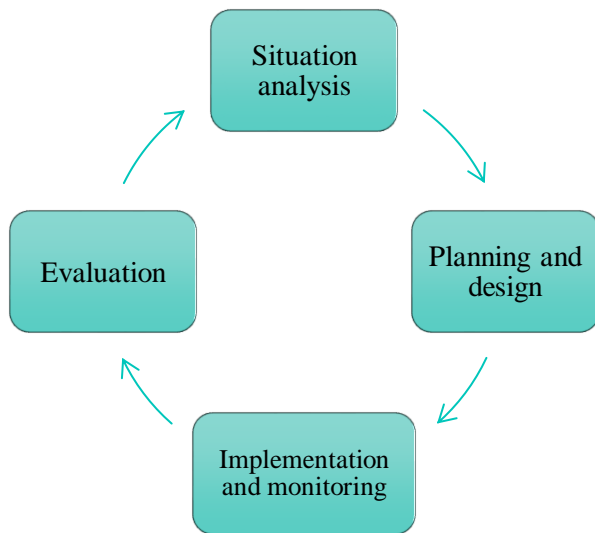 Situation
analysis
Planning and
design
Implementation
and monitoring
Evaluation